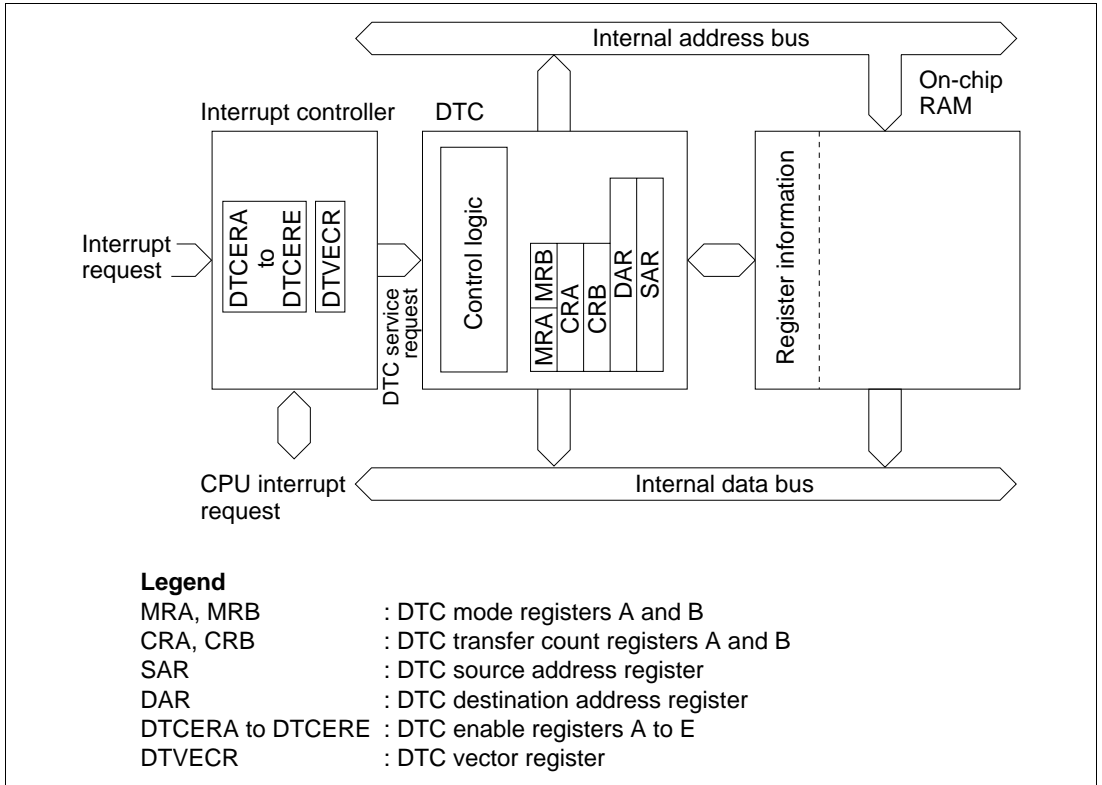 Internal address bus
On-chip
RAM
Interrupt controller
DTC
Interrupt
request
DTCERA
to
DTCERE
DTVECR
DTC service
request
Control logic
MRA
MRB
CRA
CRB
DAR
SAR
Register information
CPU interrupt
request
Internal data bus
Legend
MRA, MRB : DTC mode registers A and B
CRA, CRB : DTC transfer count registers A and B
SAR : DTC source address register
DAR : DTC destination address register
DTCERA to DTCERE : DTC enable registers A to E
DTVECR : DTC vector register